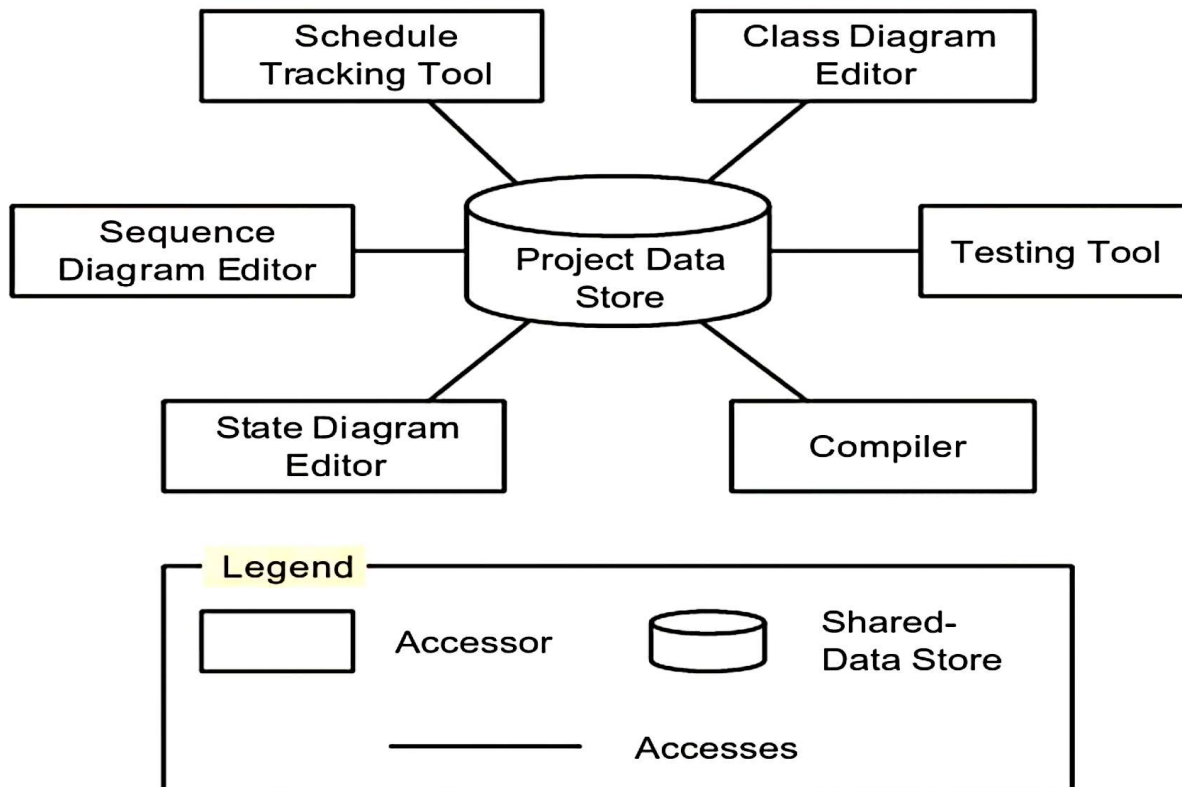 Schedule
Tracking Tool
Class Diagram
Editor
Sequence
Diagram Editor
Project Data
Store
Testing Tool
State Diagram
Editor
Compiler
Legend
Accessor
Shared-
Data Store
Accesses